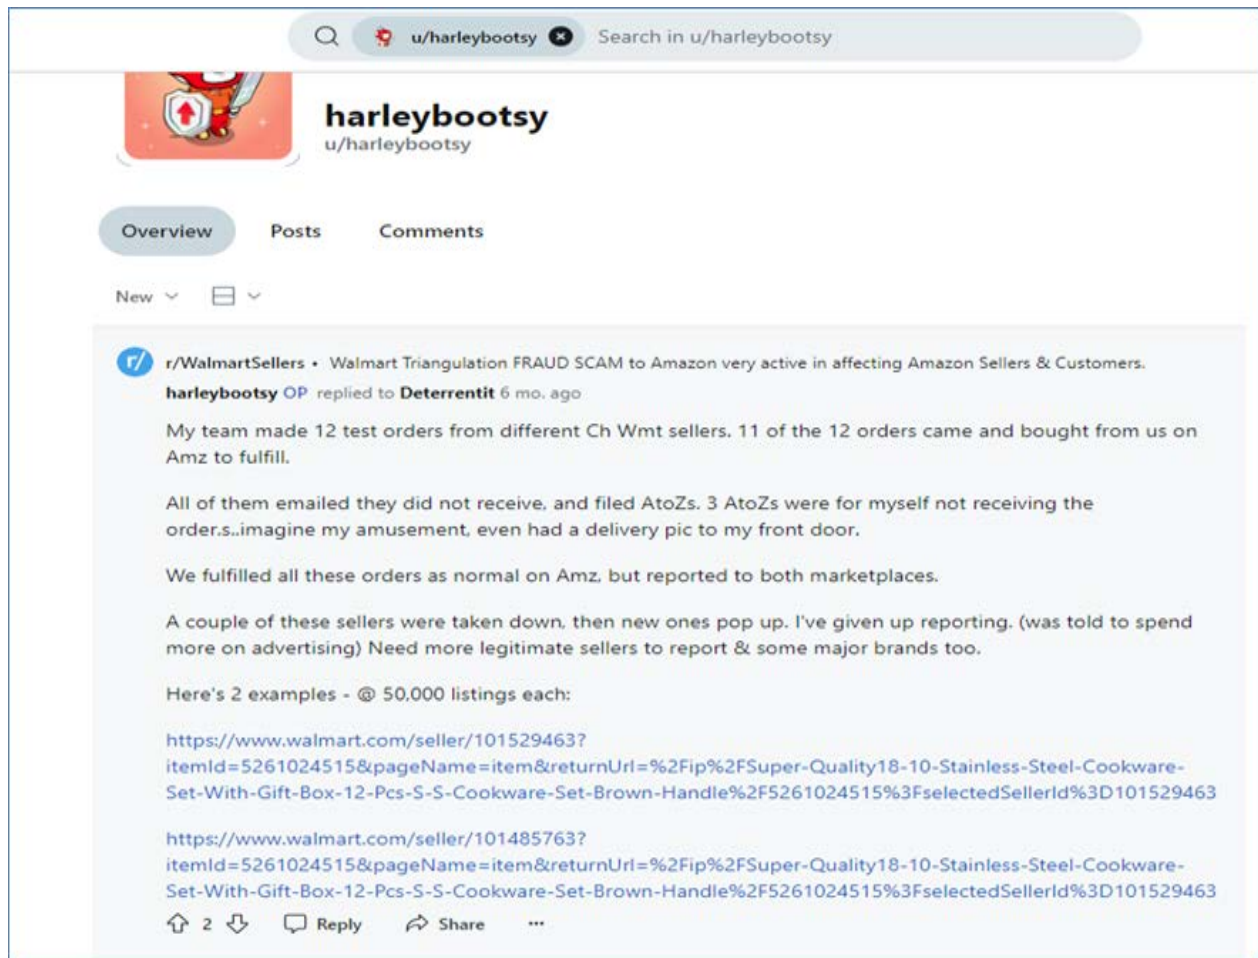 u/harleybootsy Search in u/harleybootsy
harleybootsy
u/harleybootsy
Overview Posts Comments
New
r/ r/WalmartSellers • Walmart Triangulation FRAUD SCAM to Amazon very active in affecting Amazon Sellers & Customers.
harleybootsy OP replied to Deterrentit 6 mo. ago
My team made 12 test orders from different Ch Wmt sellers. 11 of the 12 orders came and bought from us on
Amz to fulfill.
All of them emailed they did not receive, and filed AtoZs. 3 AtoZs were for myself not receiving the
order.s..imagine my amusement, even had a delivery pic to my front door.
We fulfilled all these orders as normal on Amz, but reported to both marketplaces.
A couple of these sellers were taken down, then new ones pop up. I've given up reporting. (was told to spend
more on advertising) Need more legitimate sellers to report & some major brands too.
Here's 2 examples - @ 50,000 listings each:
https://www.walmart.com/seller/101529463?
itemId=5261024515&pageName=item&returnUrl=%2Fip%2FSuper-Quality18-10-Stainless-Steel-Cookware-
Set-With-Gift-Box-12-Pcs-S-S-Cookware-Set-Brown-Handle%2F5261024515%3FselectedSellerId%3D101529463
https://www.walmart.com/seller/101485763?
itemId=5261024515&pageName=item&returnUrl=%2Fip%2FSuper-Quality18-10-Stainless-Steel-Cookware-
Set-With-Gift-Box-12-Pcs-S-S-Cookware-Set-Brown-Handle%2F5261024515%3FselectedSellerId%3D101529463
2 Reply Share ...